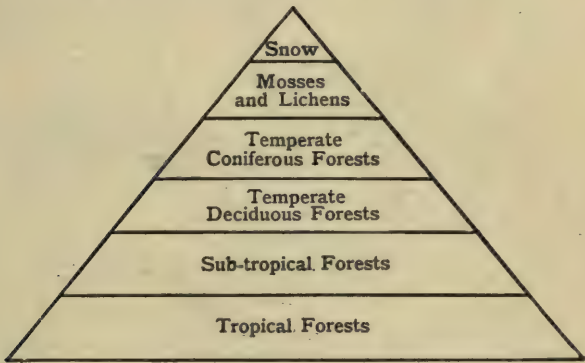 Snow
Mosses
and Lichens
Temperate
Coniferous Forests
Temperate
Deciduous Forests
Sub-tropical Forests
Tropical Forests